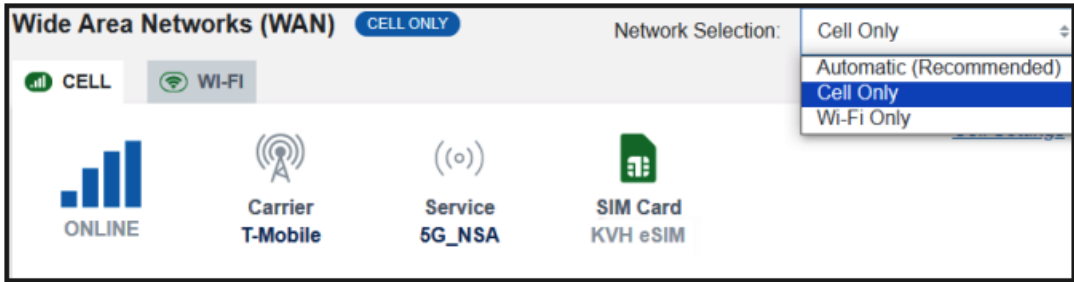 Wide Area Networks (WAN) CELL ONLY Network Selection: Cell Only
Automatic (Recommended)
Cell Only
Wi-Fi Only
CELL WI-FI
ONLINE
Carrier
T-Mobile
Service
5G_NSA
SIM Card
KVH eSIM